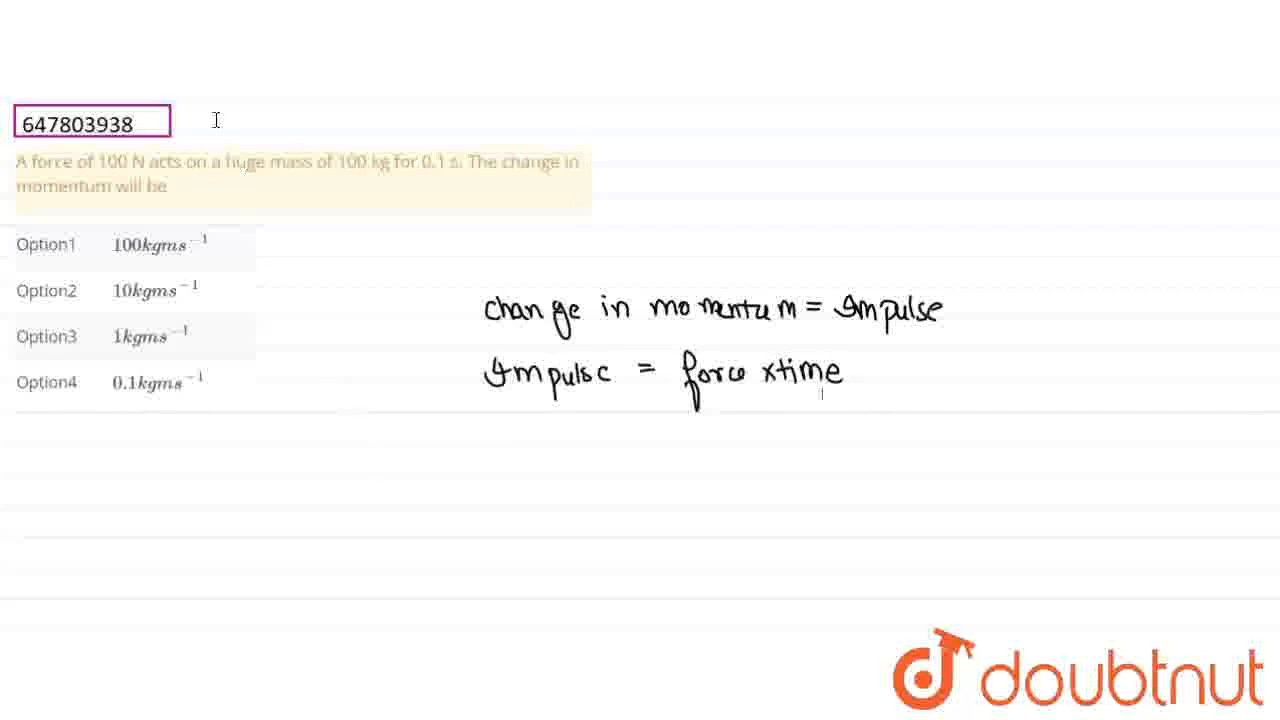 647803938
A force of 100 N acts on a huge mass of 100 kg for 0.1 s. The change in
momentum will be
Option1 100kgms⁻¹
Option2 10kgms⁻¹
Option3 1kgms⁻¹
Option4 0.1kgms⁻¹
change in momentum = Impulse
Impulse = force × time
doubtnut